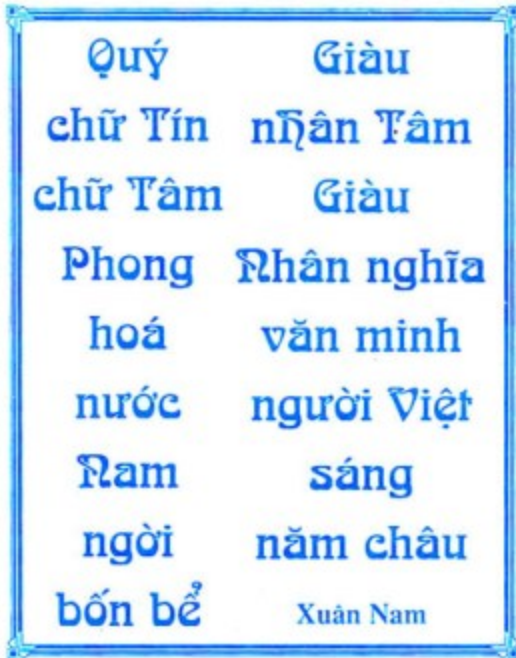 Quý
chữ Tín
chữ Tâm
Phong
hoá
nước
Nam
ngời
bốn bể
Giàu
nhân Tâm
Giàu
Nhân nghĩa
văn minh
người Việt
sáng
năm châu
Xuân Nam